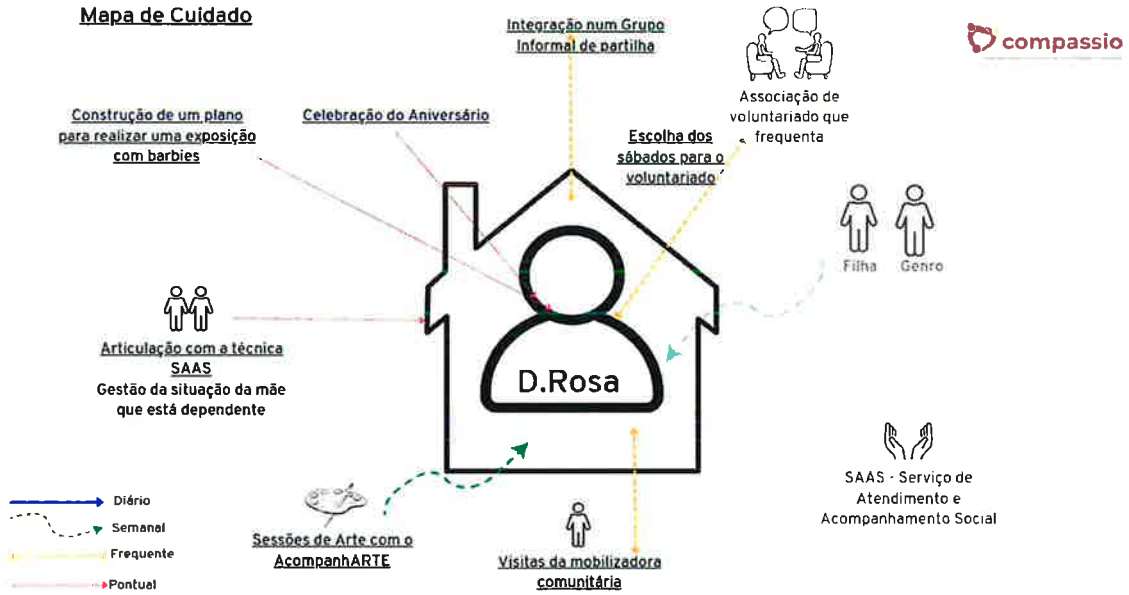 Mapa de Cuidado
compassio
Integração num Grupo
Informal de partilha
Associação de
voluntariado que
frequenta
Construção de um plano
para realizar uma exposição
com barbies
Celebração do Aniversário
Escolha dos
sábados para o
voluntariado
Filha
Genro
Articulação com a técnica
SAAS
Gestão da situação da mãe
que está dependente
D.Rosa
SAAS - Serviço de
Atendimento e
Acompanhamento Social
Sessões de Arte com o
AcompanhARTE
Visitas da mobilizadora
comunitária
Diário
Semanal
Frequente
Pontual